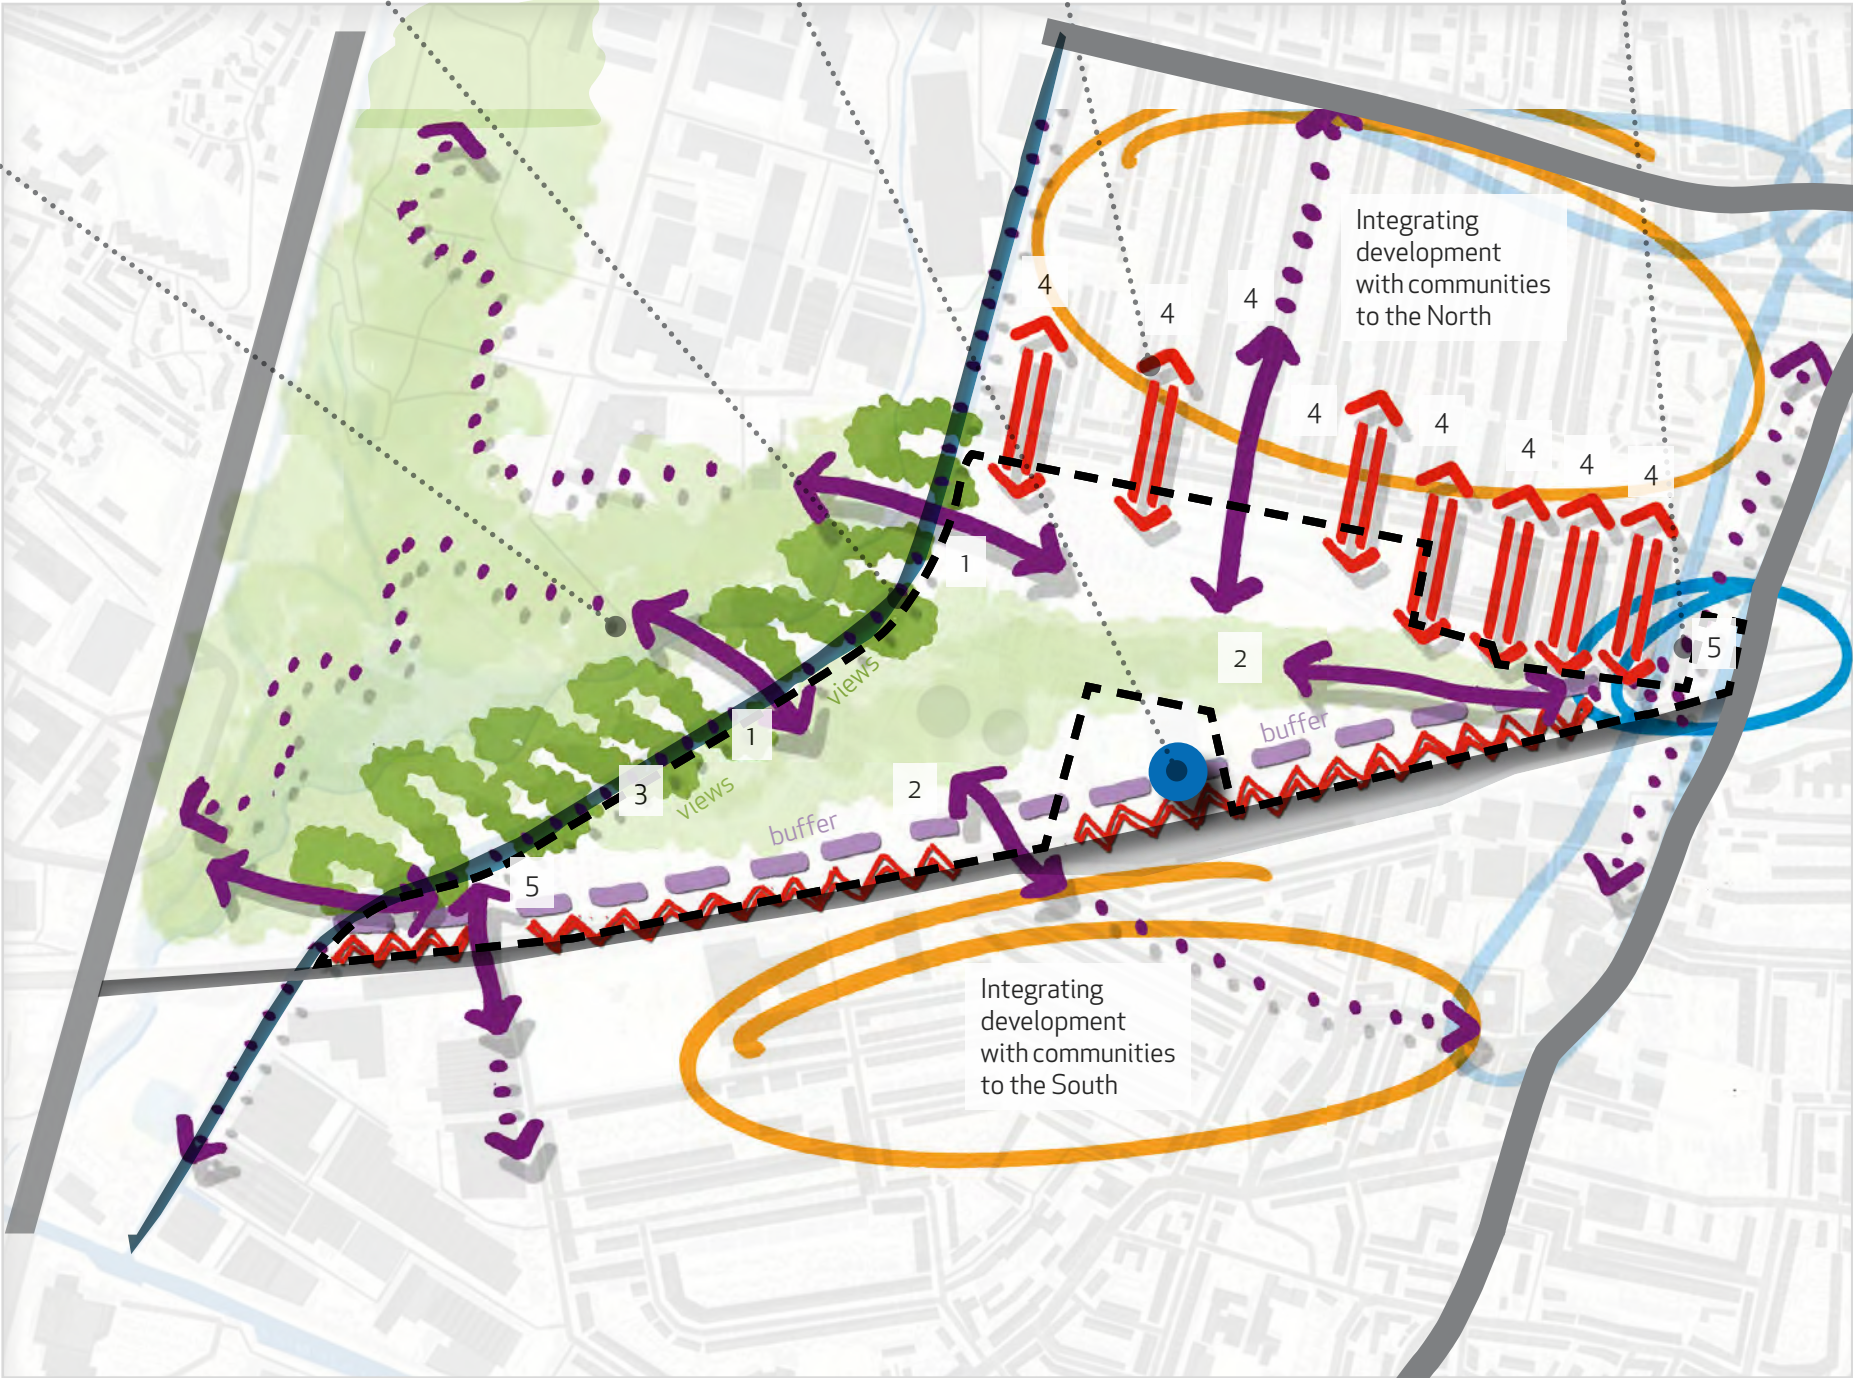 Integrating
development
with communities
to the North
4
4
4
4
4
4
4
4
1
5
2
buffer
views
1
3
views
2
buffer
5
Integrating
development
with communities
to the South